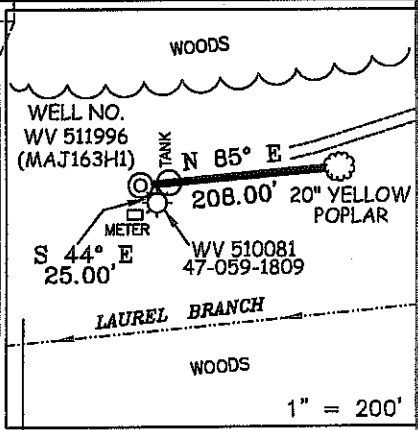 WOODS
WELL NO.
WV 511996
(MAJ163H1)
TANK
N 85° E
208.00'
20" YELLOW
POPLAR
METER
S 44° E
25.00'
WV 510081
47-059-1809
LAUREL BRANCH
WOODS
1" = 200'